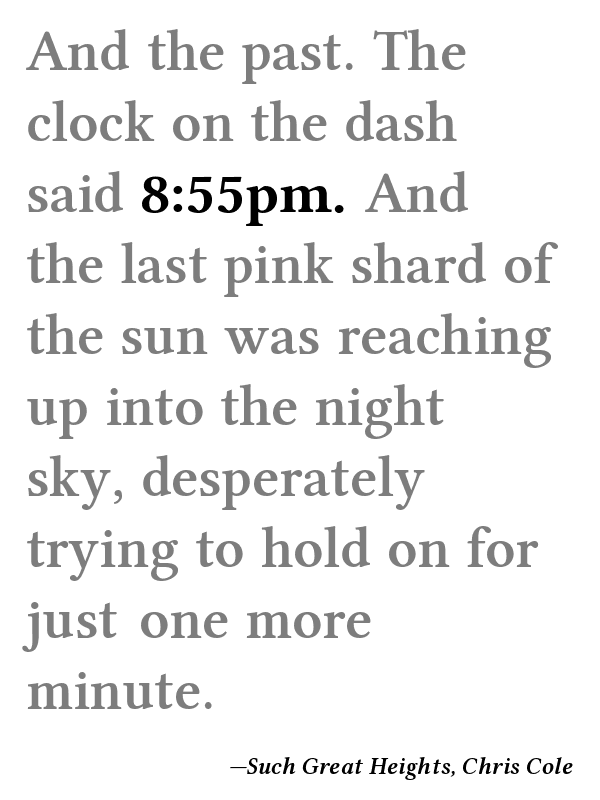 And the past. The
clock on the dash
said 8:55pm. And
the last pink shard of
the sun was reaching
up into the night
sky, desperately
trying to hold on for
just one more
minute.
—Such Great Heights, Chris Cole